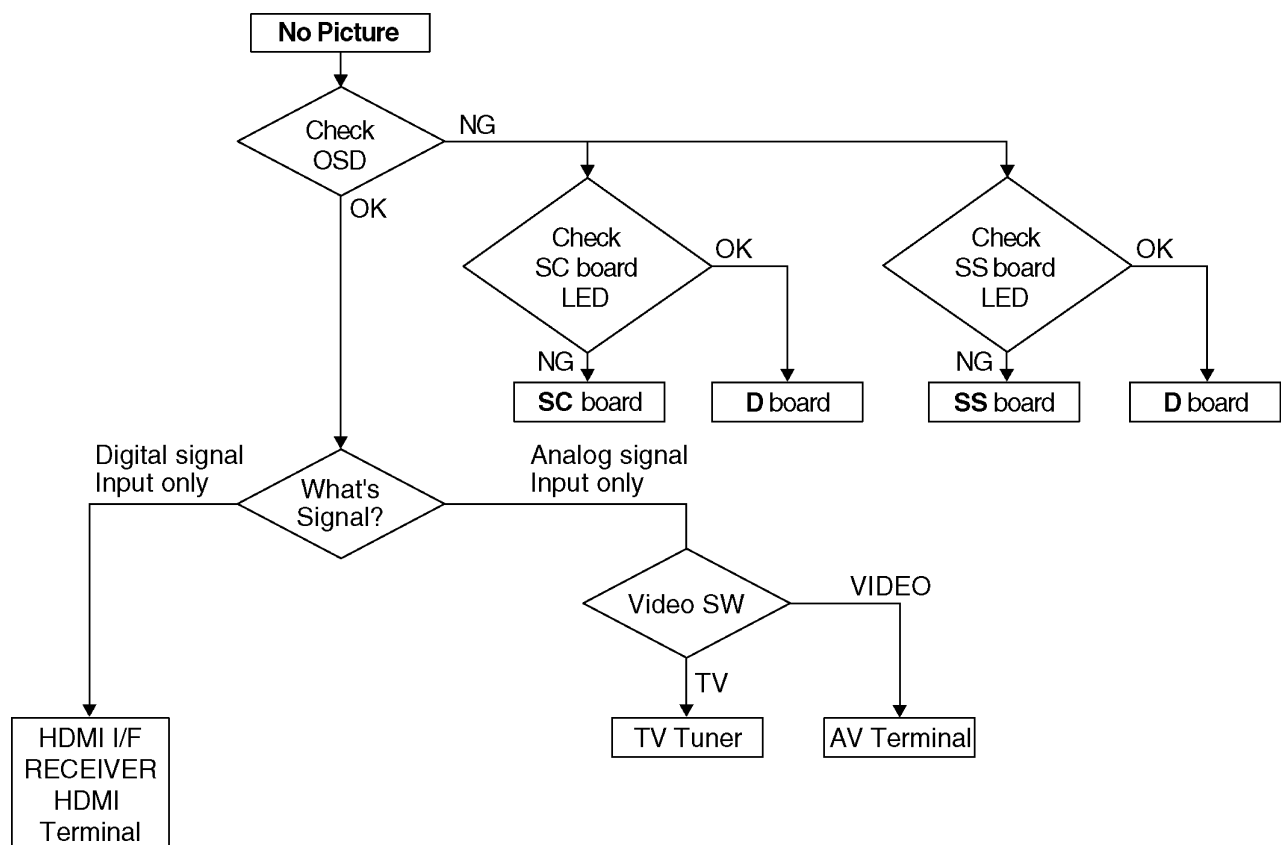 No Picture
Check
OSD
NG
OK
Check
SC board
LED
OK
NG
SC board
D board
Check
SS board
LED
OK
NG
SS board
D board
Digital signal
Input only
What's
Signal?
Analog signal
Input only
Video SW
VIDEO
TV
TV Tuner
AV Terminal
HDMI I/F
RECEIVER
HDMI
Terminal